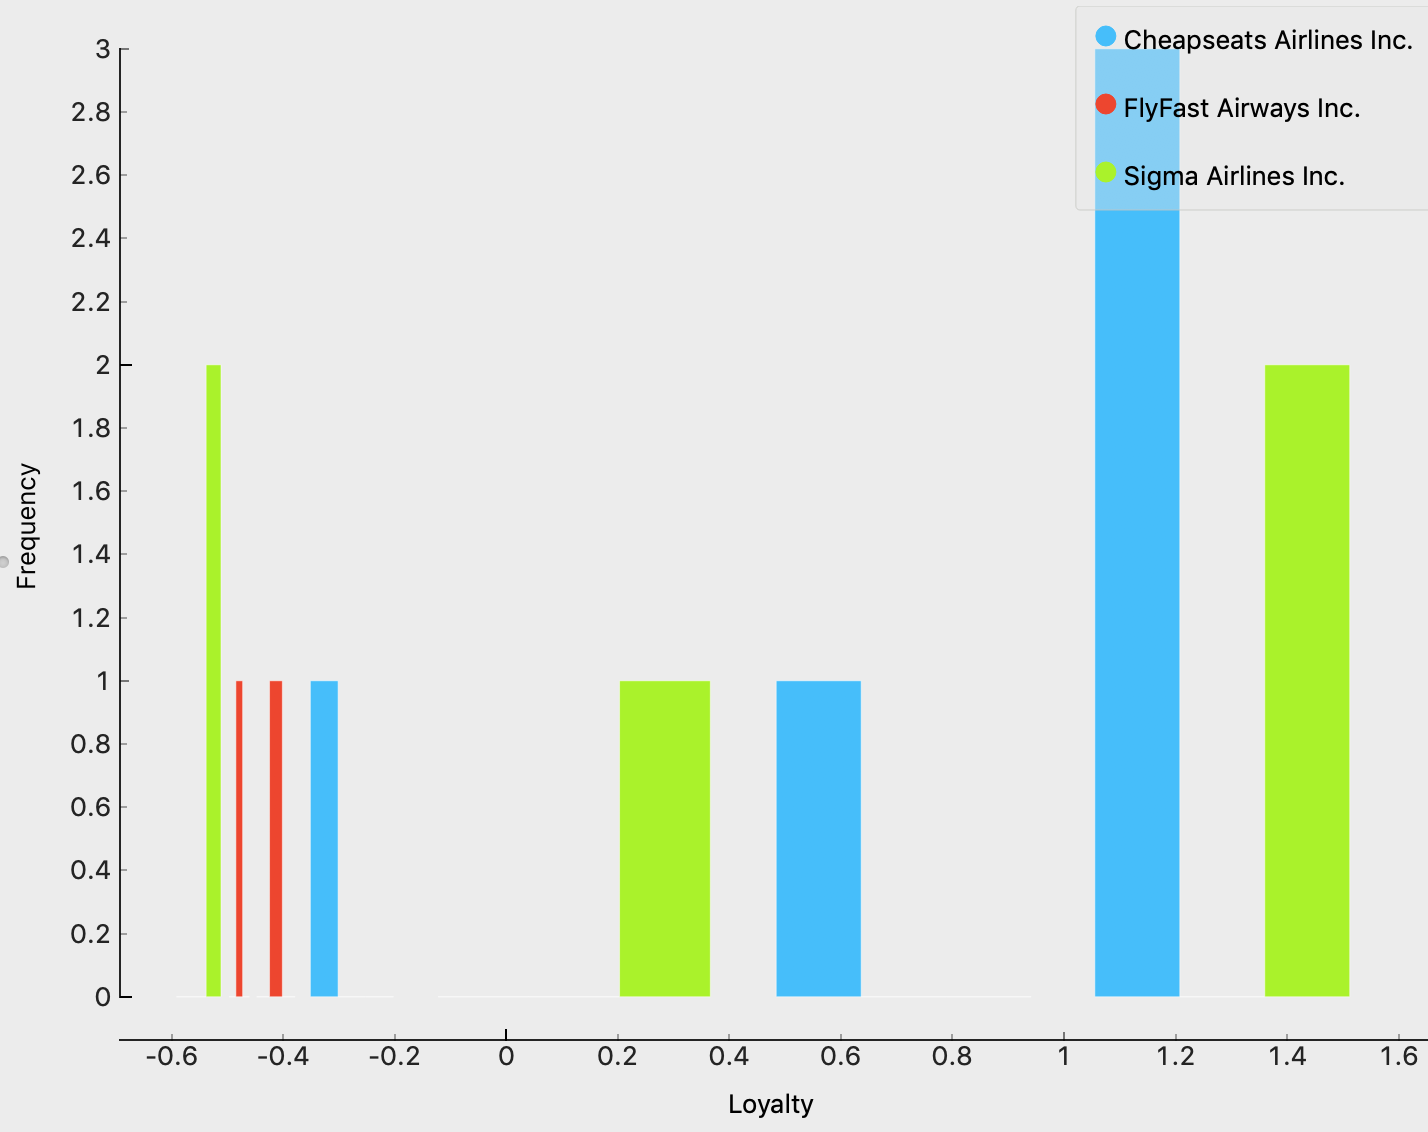 Cheapseats Airlines Inc.
FlyFast Airways Inc.
Sigma Airlines Inc.
3
2.8
2.6
2.4
2.2
2
1.8
1.6
1.4
1.2
1
0.8
0.6
0.4
0.2
0
Frequency
-0.6 -0.4 -0.2 0 0.2 0.4 0.6 0.8 1 1.2 1.4 1.6
Loyalty